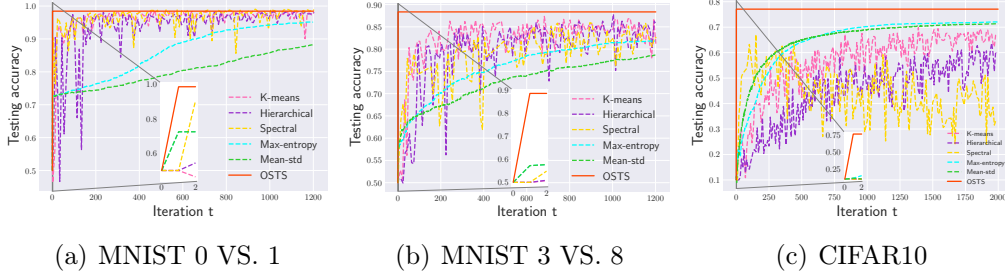 Testing accuracy
1.0
0.9
0.8
0.7
0.6
0.5
0
200
400
600
800
1000
1200
Iteration t
1.0
0.8
0.6
0
2
K-means
Hierarchical
Spectral
Max-entropy
Mean-std
OSTS
(a) MNIST 0 VS. 1
Testing accuracy
0.90
0.85
0.80
0.75
0.70
0.65
0.60
0.55
0.50
0
200
400
600
800
1000
1200
Iteration t
0.9
0.8
0.7
0.6
0.5
0
2
K-means
Hierarchical
Spectral
Max-entropy
Mean-std
OSTS
(b) MNIST 3 VS. 8
Testing accuracy
0.8
0.7
0.6
0.5
0.4
0.3
0.2
0.1
0
250
500
750
1000
1250
1500
1750
2000
Iteration t
0.75
0.50
0.25
0
2
K-means
Hierarchical
Spectral
Max-entropy
Mean-std
OSTS
(c) CIFAR10